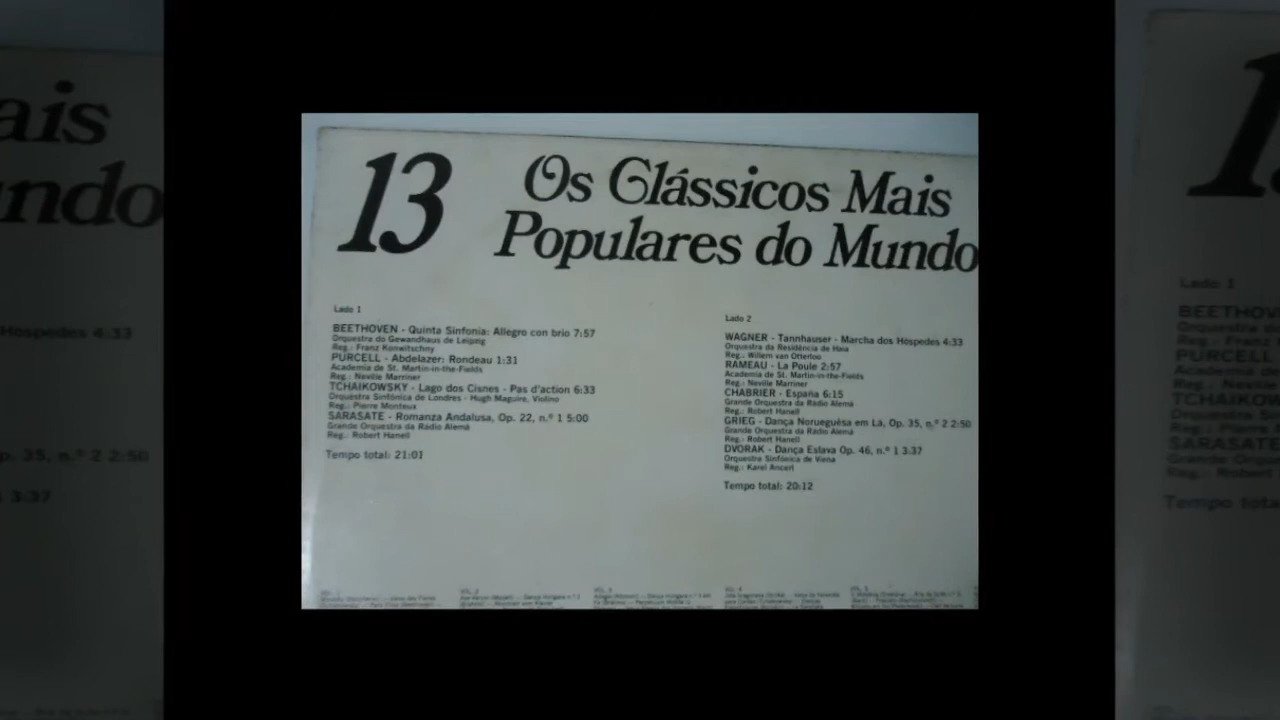 13
Os Clássicos Mais
Populares do Mundo
Lado 1
BEETHOVEN - Quinta Sinfonia: Allegro con brio 7:57
Orquestra do Gewandhaus de Leipzig
Reg.: Franz Konwitschny
PURCELL - Abdelazer: Rondeau 1:31
Academia de St. Martin-in-the-Fields
Reg.: Neville Marriner
TCHAIKOWSKY - Lago dos Cisnes - Pas d'action 6:33
Orquestra Sinfônica de Londres - Hugh Maguire, Violino
Reg.: Pierre Monteux
SARASATE - Romanza Andalusa, Op. 22, n.º 1 5:00
Grande Orquestra da Rádio Alemã
Reg.: Robert Hanell
Tempo total: 21:01
Lado 2
WAGNER - Tannhauser - Marcha dos Hóspedes 4:33
Orquestra da Residência de Haia
Reg.: Willem van Otterloo
RAMEAU - La Poule 2:57
Academia de St. Martin-in-the-Fields
Reg.: Neville Marriner
CHABRIER - España 6:15
Grande Orquestra da Rádio Alemã
Reg.: Robert Hanell
GRIEG - Dança Norueguêsa em Lá, Op. 35, n.º 2 2:50
Grande Orquestra da Rádio Alemã
Reg.: Robert Hanell
DVORAK - Dança Eslava Op. 46, n.º 1 3:37
Orquestra Sinfônica de Viena
Reg.: Karel Ancerl
Tempo total: 20:12